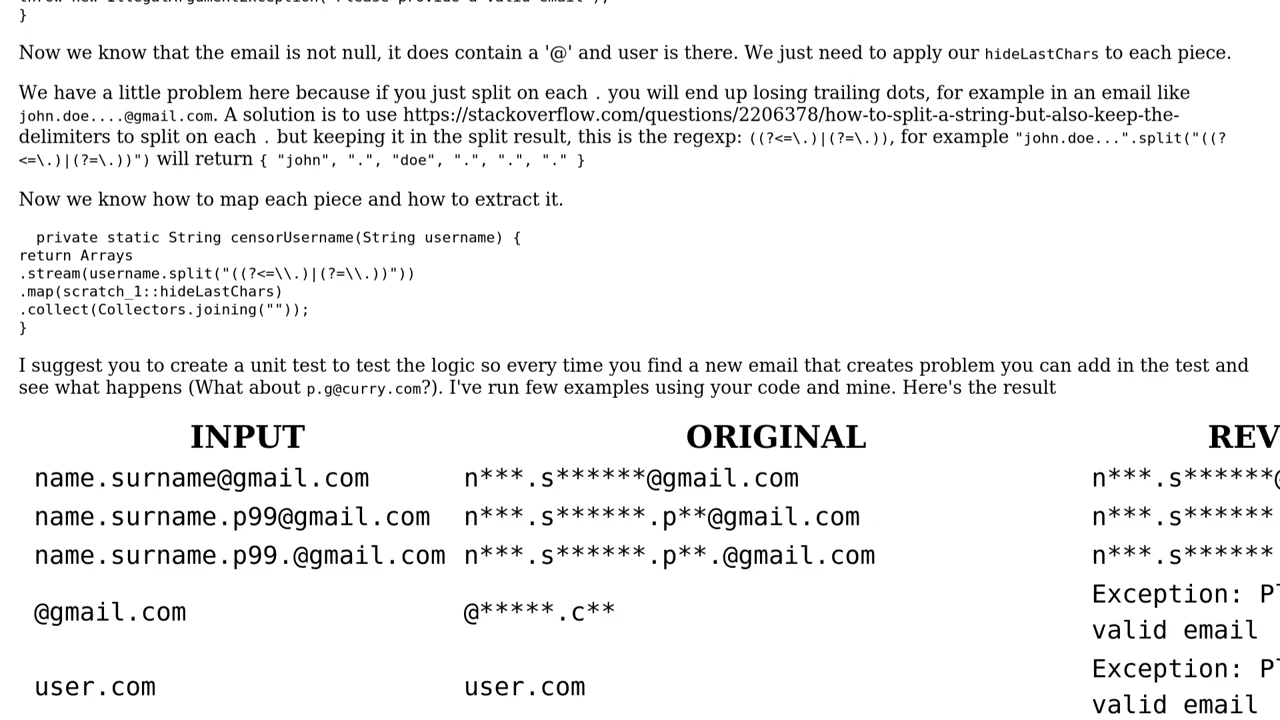 }
Now we know that the email is not null, it does contain a '@' and user is there. We just need to apply our hideLastChars to each piece.
We have a little problem here because if you just split on each . you will end up losing trailing dots, for example in an email like
john.doe....@gmail.com. A solution is to use https://stackoverflow.com/questions/2206378/how-to-split-a-string-but-also-keep-the-
delimiters to split on each . but keeping it in the split result, this is the regexp: ((?<=\.)|(?=\.)), for example "john.doe...".split("((?
<=\.)|(?=\.))") will return { "john", ".", "doe", ".", ".", "." }
Now we know how to map each piece and how to extract it.
private static String censorUsername(String username) {
return Arrays
.stream(username.split("((?<=\\.)|(?=\\.))"))
.map(scratch_1::hideLastChars)
.collect(Collectors.joining(""));
}
I suggest you to create a unit test to test the logic so every time you find a new email that creates problem you can add in the test and
see what happens (What about p.g@curry.com?). I've run few examples using your code and mine. Here's the result
INPUT ORIGINAL REV
name.surname@gmail.com n***.s******@gmail.com n***.s******@
name.surname.p99@gmail.com n***.s******.p**@gmail.com n***.s******
name.surname.p99.@gmail.com n***.s******.p**.@gmail.com n***.s******
@gmail.com @*****.c** Exception: Pl
valid email
user.com user.com Exception: Pl
valid email